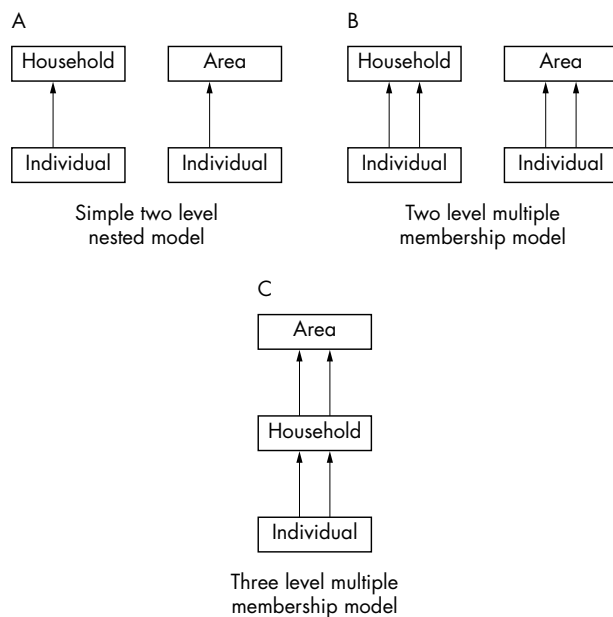 A
Household
Area
Individual
Individual
Simple two level
nested model
B
Household
Area
Individual
Individual
Two level multiple
membership model
C
Area
Household
Individual
Three level multiple
membership model